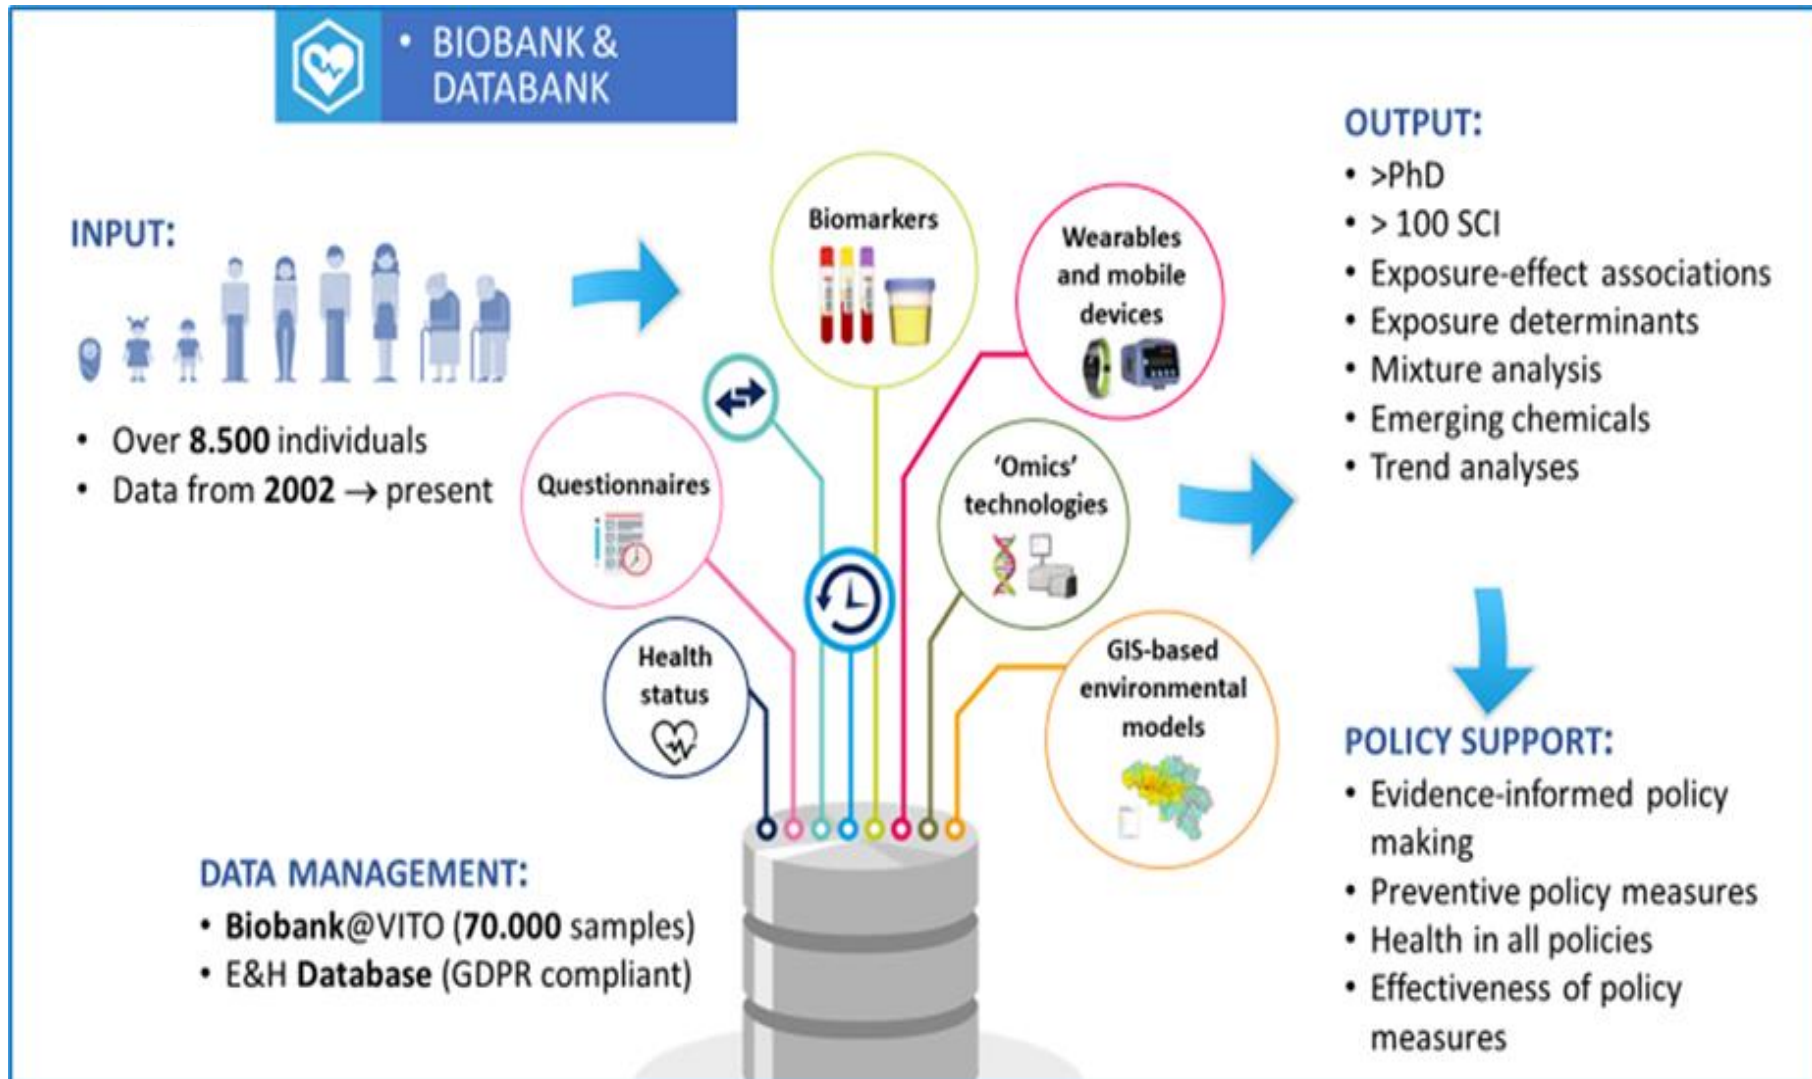 • BIOBANK &
DATABANK
INPUT:
• Over 8.500 individuals
• Data from 2002 → present
Biomarkers
Wearables
and mobile
devices
Questionnaires
'Omics'
technologies
Health
status
GIS-based
environmental
models
DATA MANAGEMENT:
• Biobank@VITO (70.000 samples)
• E&H Database (GDPR compliant)
OUTPUT:
• >PhD
• > 100 SCI
• Exposure-effect associations
• Exposure determinants
• Mixture analysis
• Emerging chemicals
• Trend analyses
POLICY SUPPORT:
• Evidence-informed policy
making
• Preventive policy measures
• Health in all policies
• Effectiveness of policy
measures